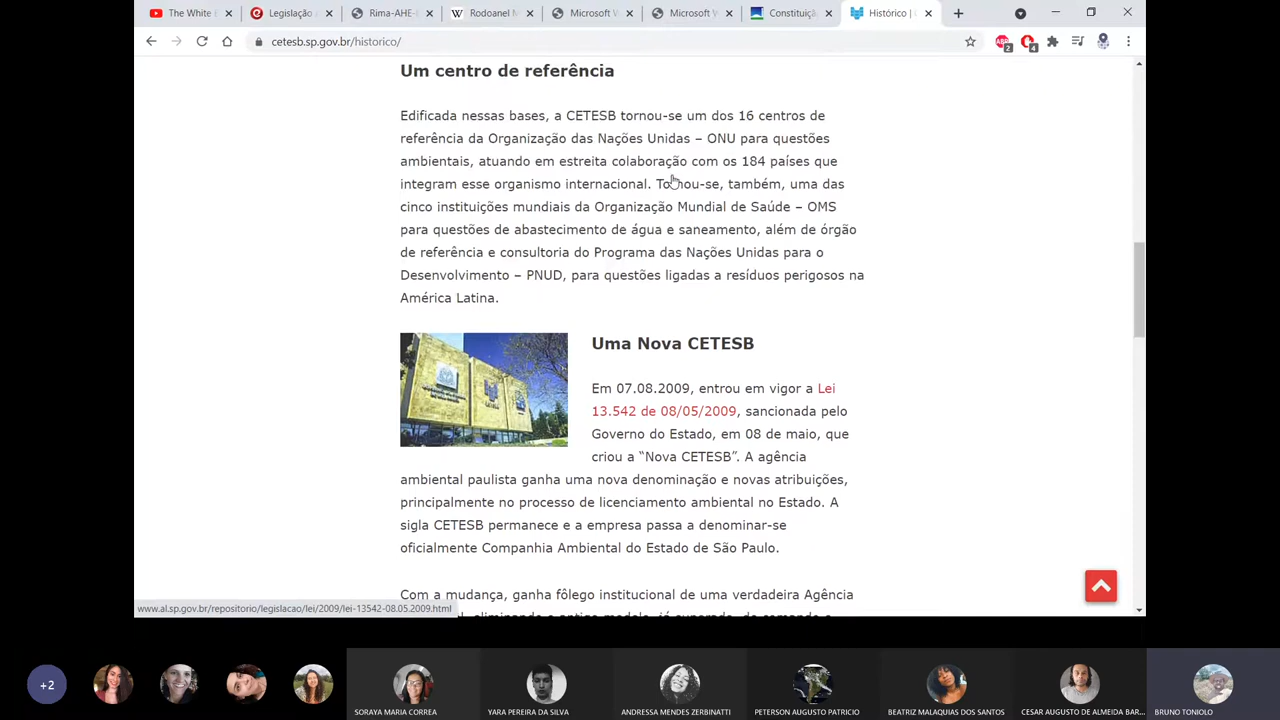 The White B
Legislação a
Rima-AHE-E
Rodoanel M
Microsoft W
Microsoft W
Constituiçã
Histórico | C
cetesb.sp.gov.br/historico/
2
4
Um centro de referência
Edificada nessas bases, a CETESB tornou-se um dos 16 centros de
referência da Organização das Nações Unidas – ONU para questões
ambientais, atuando em estreita colaboração com os 184 países que
integram esse organismo internacional. Tornou-se, também, uma das
cinco instituições mundiais da Organização Mundial de Saúde – OMS
para questões de abastecimento de água e saneamento, além de órgão
de referência e consultoria do Programa das Nações Unidas para o
Desenvolvimento – PNUD, para questões ligadas a resíduos perigosos na
América Latina.
Uma Nova CETESB
Em 07.08.2009, entrou em vigor a Lei
13.542 de 08/05/2009, sancionada pelo
Governo do Estado, em 08 de maio, que
criou a “Nova CETESB”. A agência
ambiental paulista ganha uma nova denominação e novas atribuições,
principalmente no processo de licenciamento ambiental no Estado. A
sigla CETESB permanece e a empresa passa a denominar-se
oficialmente Companhia Ambiental do Estado de São Paulo.
Com a mudança, ganha fôlego institucional de uma verdadeira Agência
www.al.sp.gov.br/repositorio/legislacao/lei/2009/lei-13542-08.05.2009.html
eliminando o antigo modelo, já superado, de comando e
+2
SORAYA MARIA CORREA
YARA PEREIRA DA SILVA
ANDRESSA MENDES ZERBINATTI
PETERSON AUGUSTO PATRICIO
BEATRIZ MALAQUIAS DOS SANTOS
CESAR AUGUSTO DE ALMEIDA BAR...
BRUNO TONIOLO